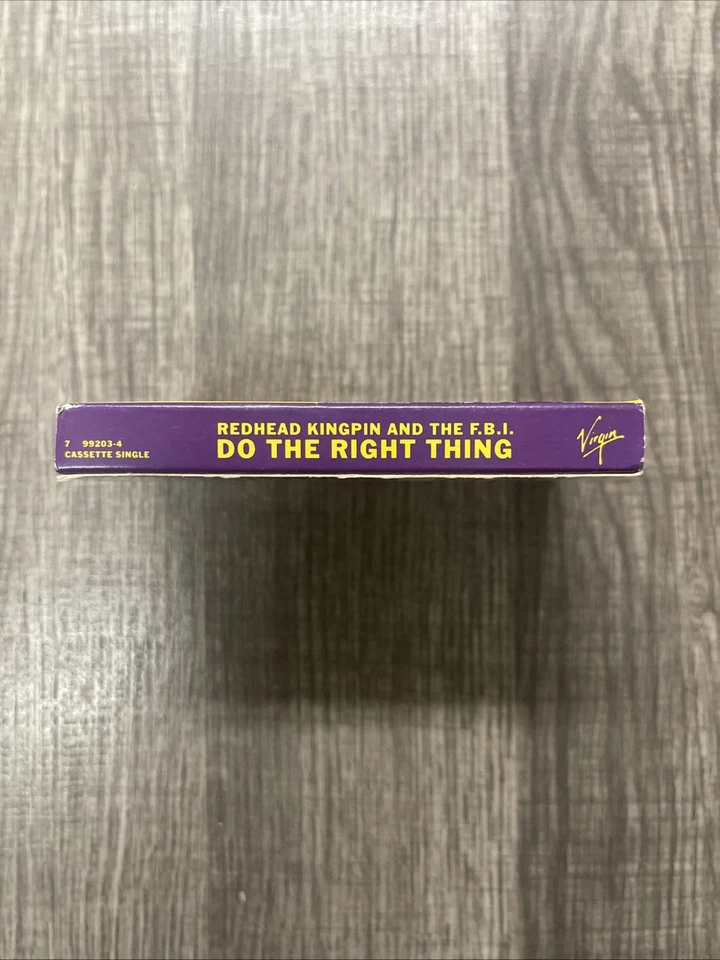 7 99203-4
CASSETTE SINGLE
REDHEAD KINGPIN AND THE F.B.I.
DO THE RIGHT THING
Virgin